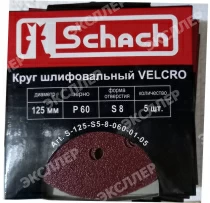 Schach
Круг шлифовальный VELCRO
диаметр зерно форма отверстия количество
125 мм P 60 S 8 5 шт.
Art. S-125-S5-8-060-01-05
ЭКСЛЛЕР